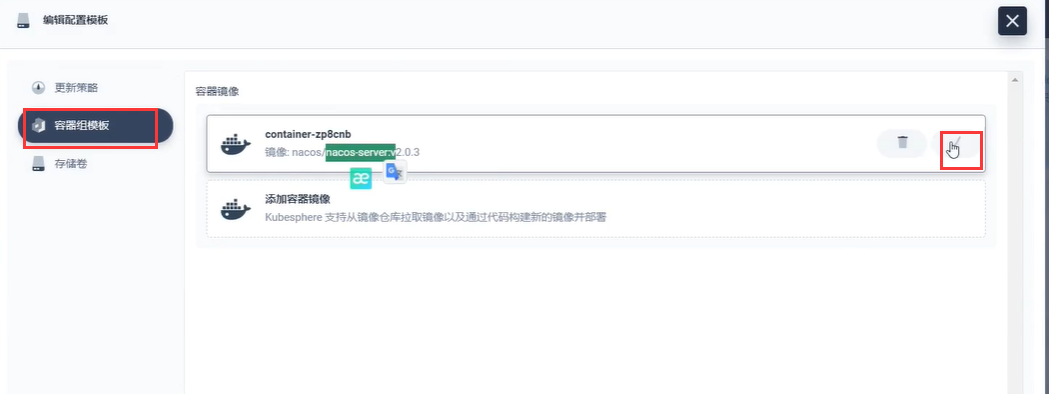 编辑配置模板
更新策略
容器组模板
存储卷
容器镜像
container-zp8cnb
镜像: nacos/nacos-server:v2.0.3
添加容器镜像
Kubesphere 支持从镜像仓库拉取镜像以及通过代码构建新的镜像并部署